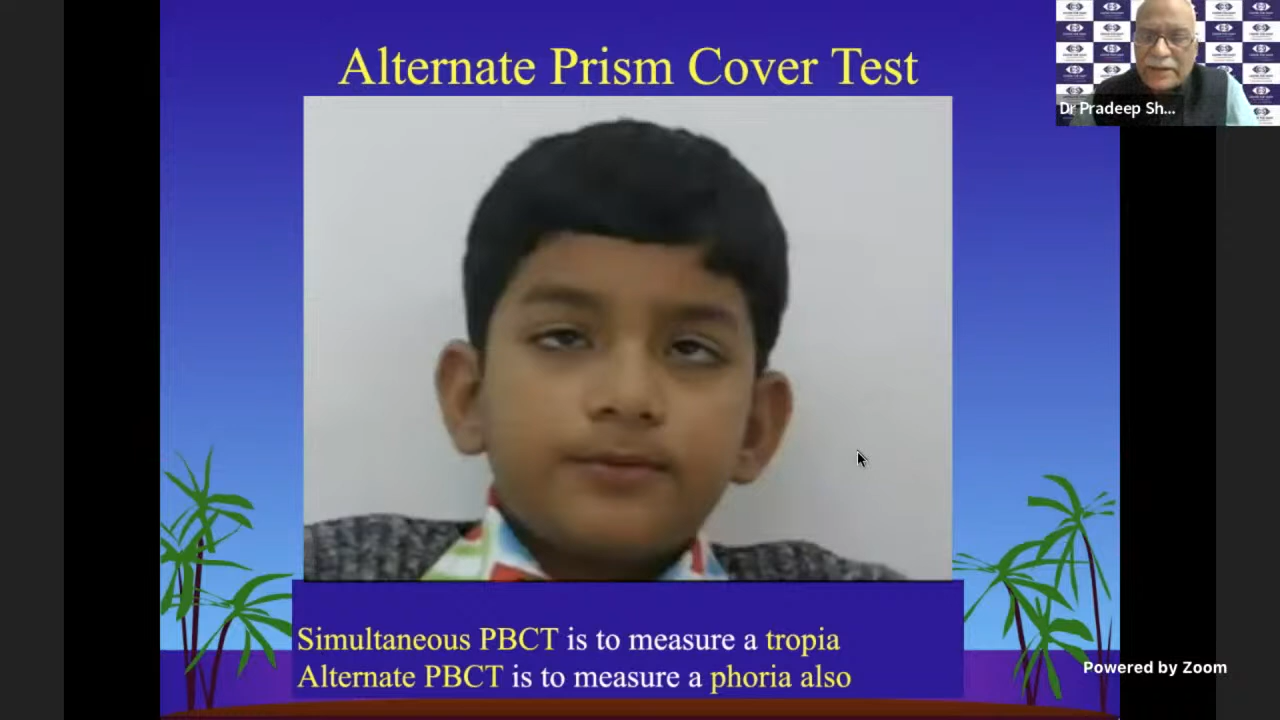 Alternate Prism Cover Test
Dr Pradeep Sh...
Simultaneous PBCT is to measure a tropia
Alternate PBCT is to measure a phoria also
Powered by Zoom